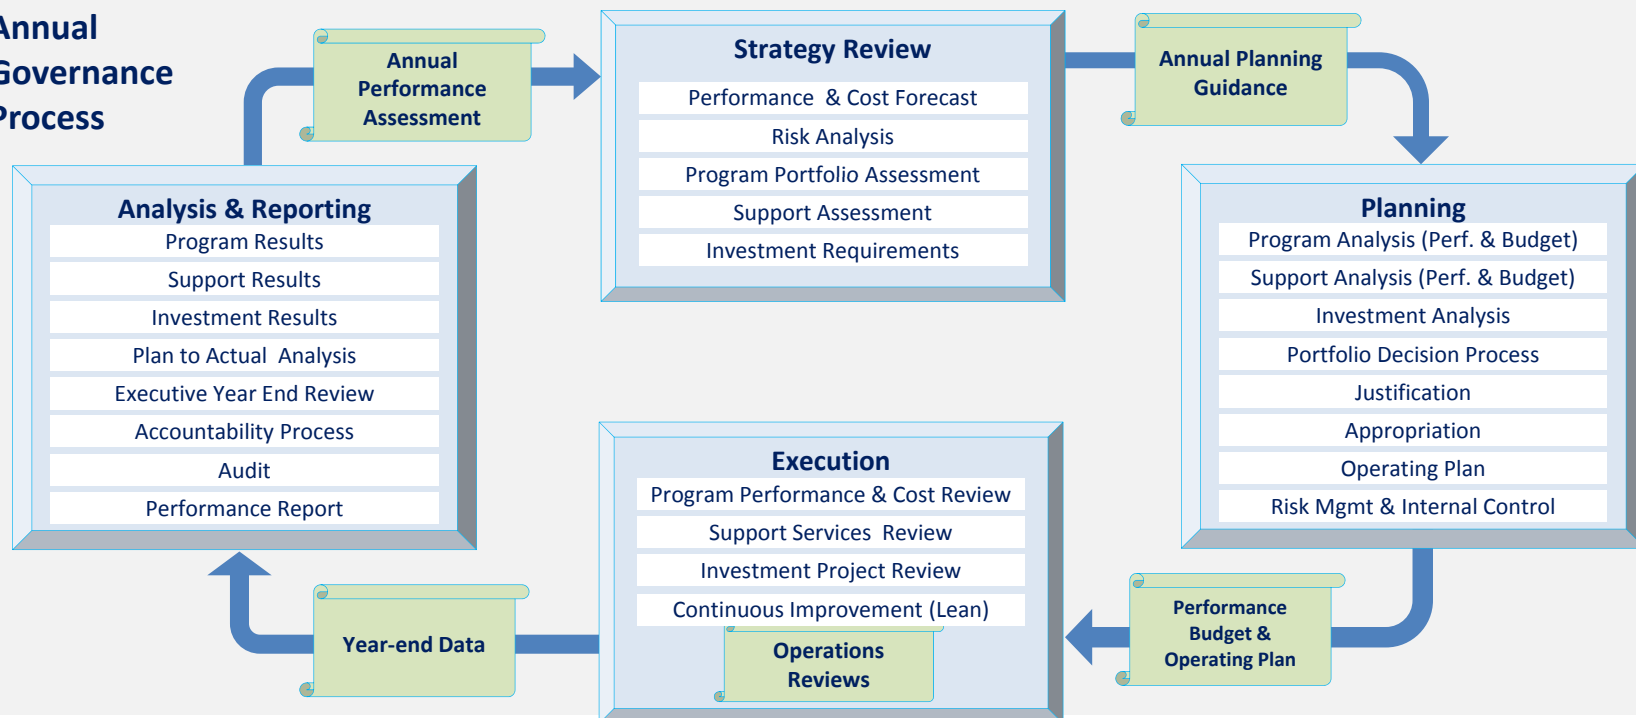 Annual
Governance
Process
Annual
Performance
Assessment
Strategy Review
Performance & Cost Forecast
Risk Analysis
Program Portfolio Assessment
Support Assessment
Investment Requirements
Annual Planning
Guidance
Analysis & Reporting
Program Results
Support Results
Investment Results
Plan to Actual Analysis
Executive Year End Review
Accountability Process
Audit
Performance Report
Planning
Program Analysis (Perf. & Budget)
Support Analysis (Perf. & Budget)
Investment Analysis
Portfolio Decision Process
Justification
Appropriation
Operating Plan
Risk Mgmt & Internal Control
Execution
Program Performance & Cost Review
Support Services Review
Investment Project Review
Continuous Improvement (Lean)
Operations
Reviews
Year-end Data
Performance
Budget &
Operating Plan